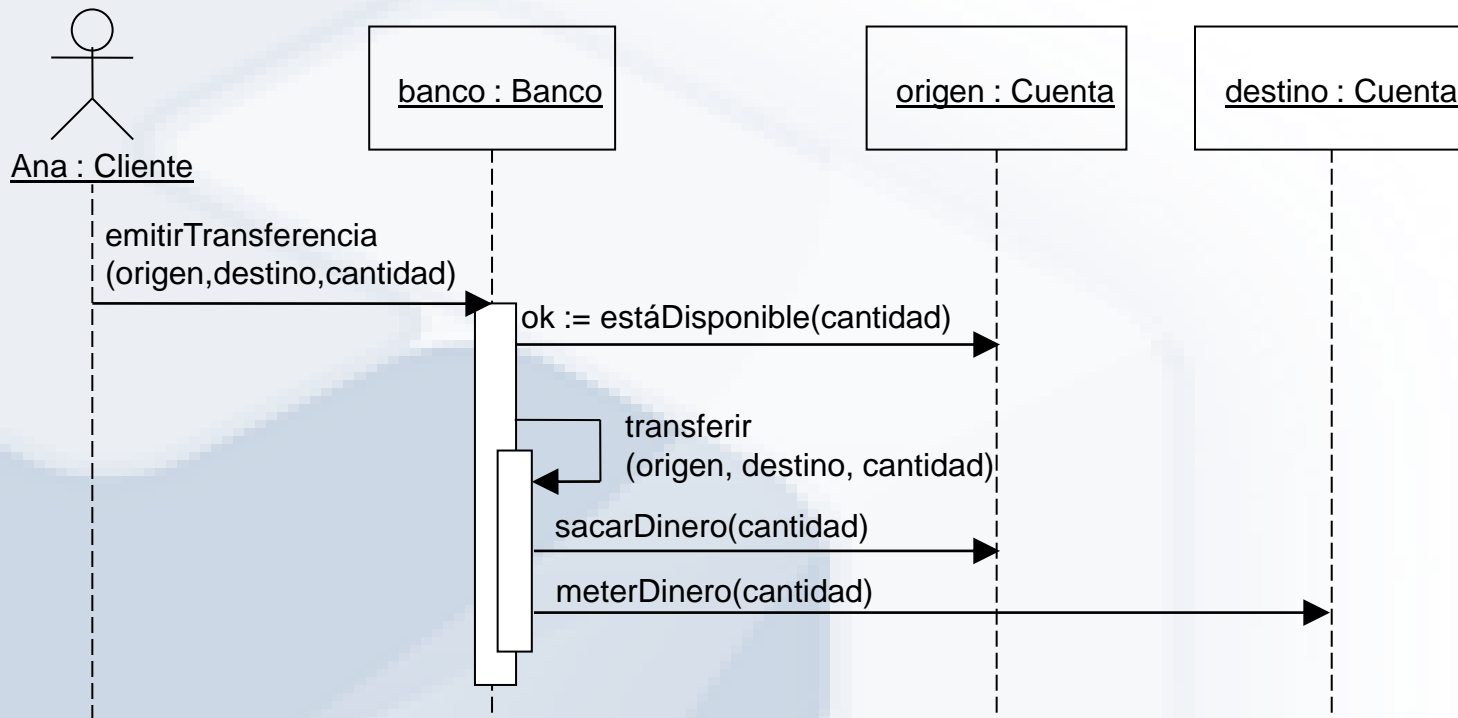 banco : Banco
origen : Cuenta
destino : Cuenta
Ana : Cliente
emitirTransferencia
(origen,destino,cantidad)
ok := estáDisponible(cantidad)
transferir
(origen, destino, cantidad)
sacarDinero(cantidad)
meterDinero(cantidad)